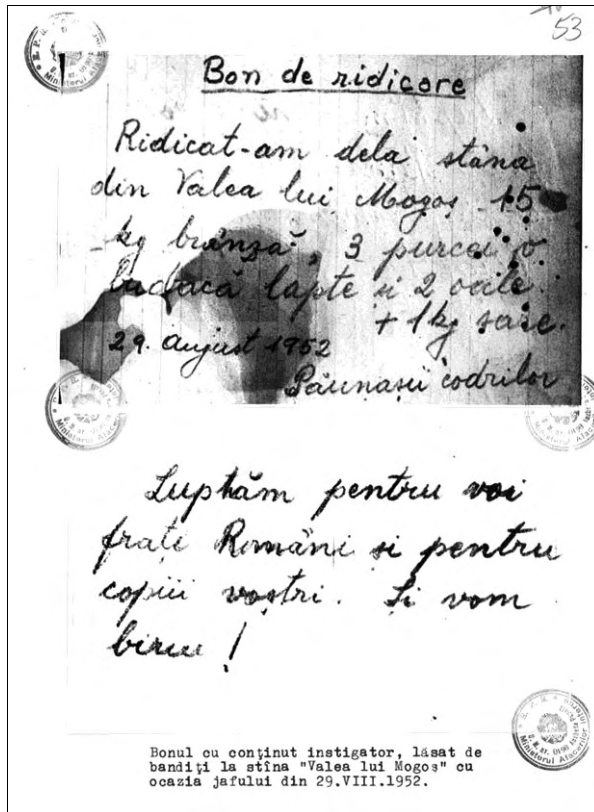 53
Bon de ridicare
Ridicat-am dela stâna
din Valea lui Mogoș 15
kg brânză, 3 purcei o
budacă lapte si 2 ocile
+ 1 kg sare.
29. august 1952
Păunașii codrilor
Luptăm pentru voi
frați Români si pentru
copiii voștri. Și vom
birui !
Bonul cu conținut instigator, lăsat de
bandiți la stîna "Valea lui Mogoș" cu
ocazia jafului din 29.VIII.1952.